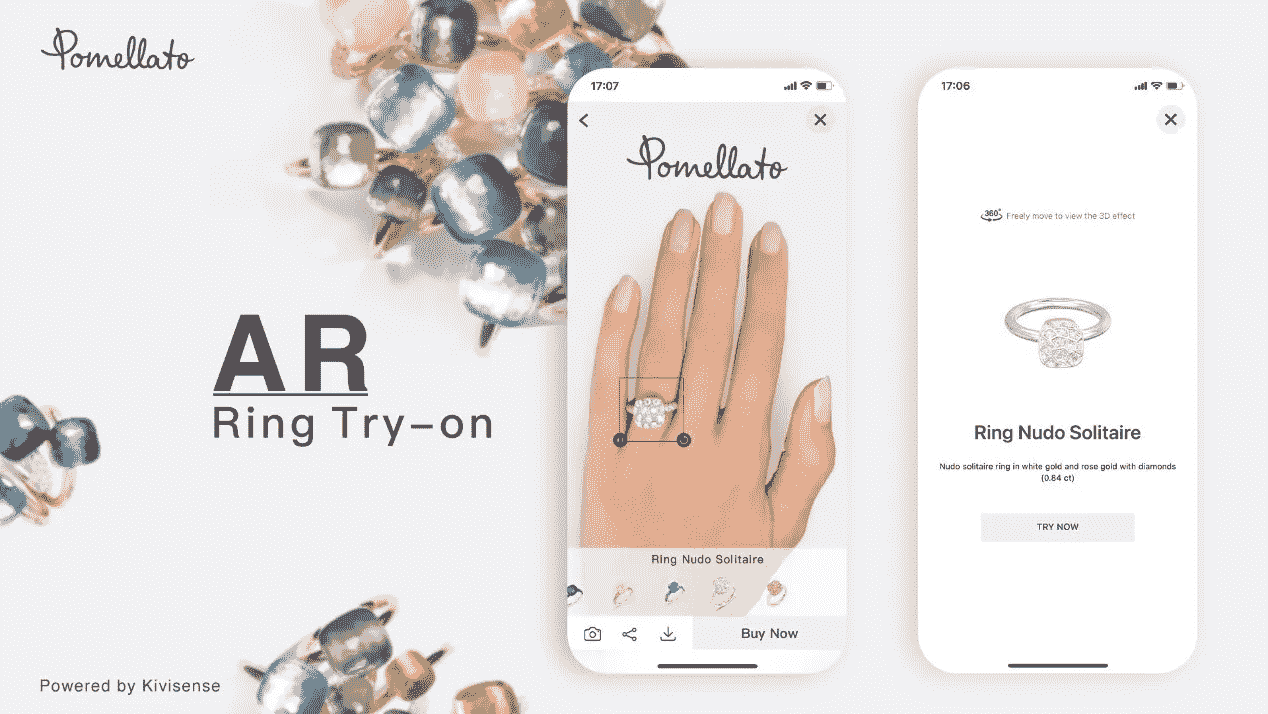 Pomellato
AR
Ring Try-on
Powered by Kivisense
17:07
Pomellato
Ring Nudo Solitaire
Buy Now
17:06
360°
Freely move to view the 3D effect
Ring Nudo Solitaire
Nudo solitaire ring in white gold and rose gold with diamonds
(0.84 ct)
TRY NOW